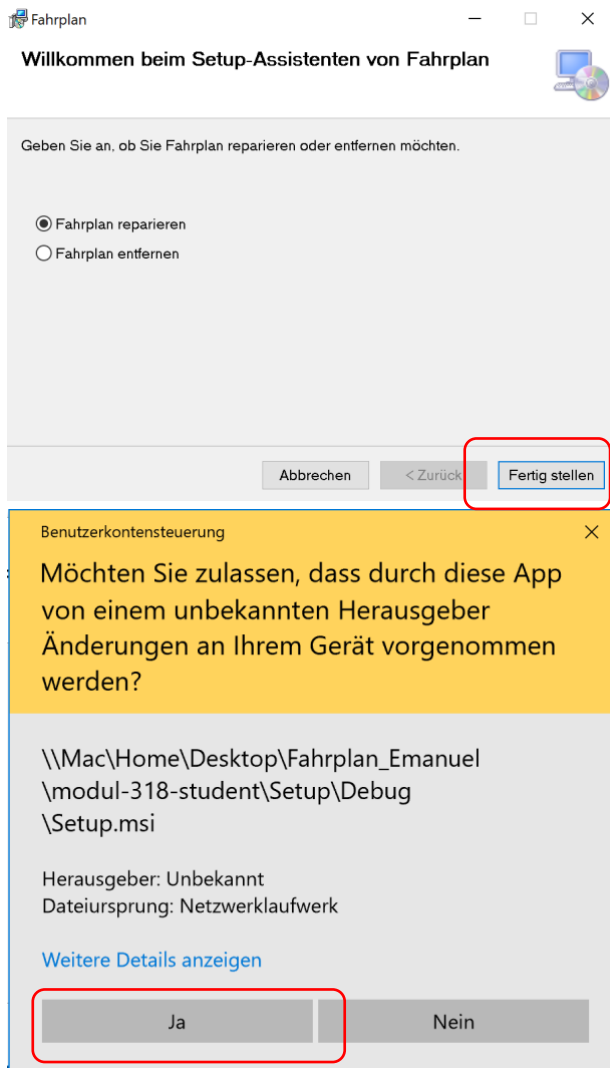 Fahrplan
Willkommen beim Setup-Assistenten von Fahrplan
Geben Sie an, ob Sie Fahrplan reparieren oder entfernen möchten.
Fahrplan reparieren
Fahrplan entfernen
Abbrechen < Zurück Fertig stellen
Benutzerkontensteuerung
Möchten Sie zulassen, dass durch diese App
von einem unbekannten Herausgeber
Änderungen an Ihrem Gerät vorgenommen
werden?
\\Mac\Home\Desktop\Fahrplan_Emanuel
\modul-318-student\Setup\Debug
\Setup.msi
Herausgeber: Unbekannt
Dateiursprung: Netzwerklaufwerk
Weitere Details anzeigen
Ja Nein